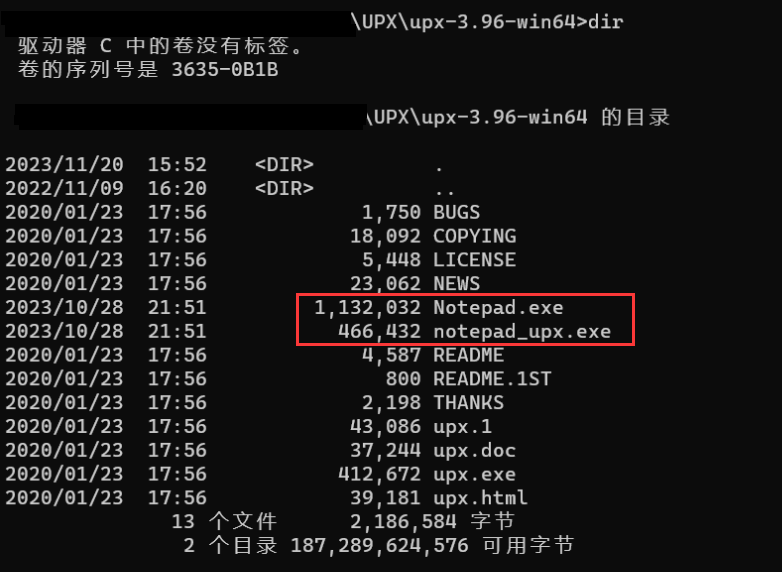 \UPX\upx-3.96-win64>dir
驱动器 C 中的卷没有标签。
卷的序列号是 3635-0B1B
\UPX\upx-3.96-win64 的目录
2023/11/20  15:52    <DIR>          .
2022/11/09  16:20    <DIR>          ..
2020/01/23  17:56             1,750 BUGS
2020/01/23  17:56            18,092 COPYING
2020/01/23  17:56             5,448 LICENSE
2020/01/23  17:56            23,062 NEWS
2023/10/28  21:51         1,132,032 Notepad.exe
2023/10/28  21:51           466,432 notepad_upx.exe
2020/01/23  17:56             4,587 README
2020/01/23  17:56               800 README.1ST
2020/01/23  17:56             2,198 THANKS
2020/01/23  17:56            43,086 upx.1
2020/01/23  17:56            37,244 upx.doc
2020/01/23  17:56           412,672 upx.exe
2020/01/23  17:56            39,181 upx.html
13 个文件      2,186,584 字节
2 个目录 187,289,624,576 可用字节